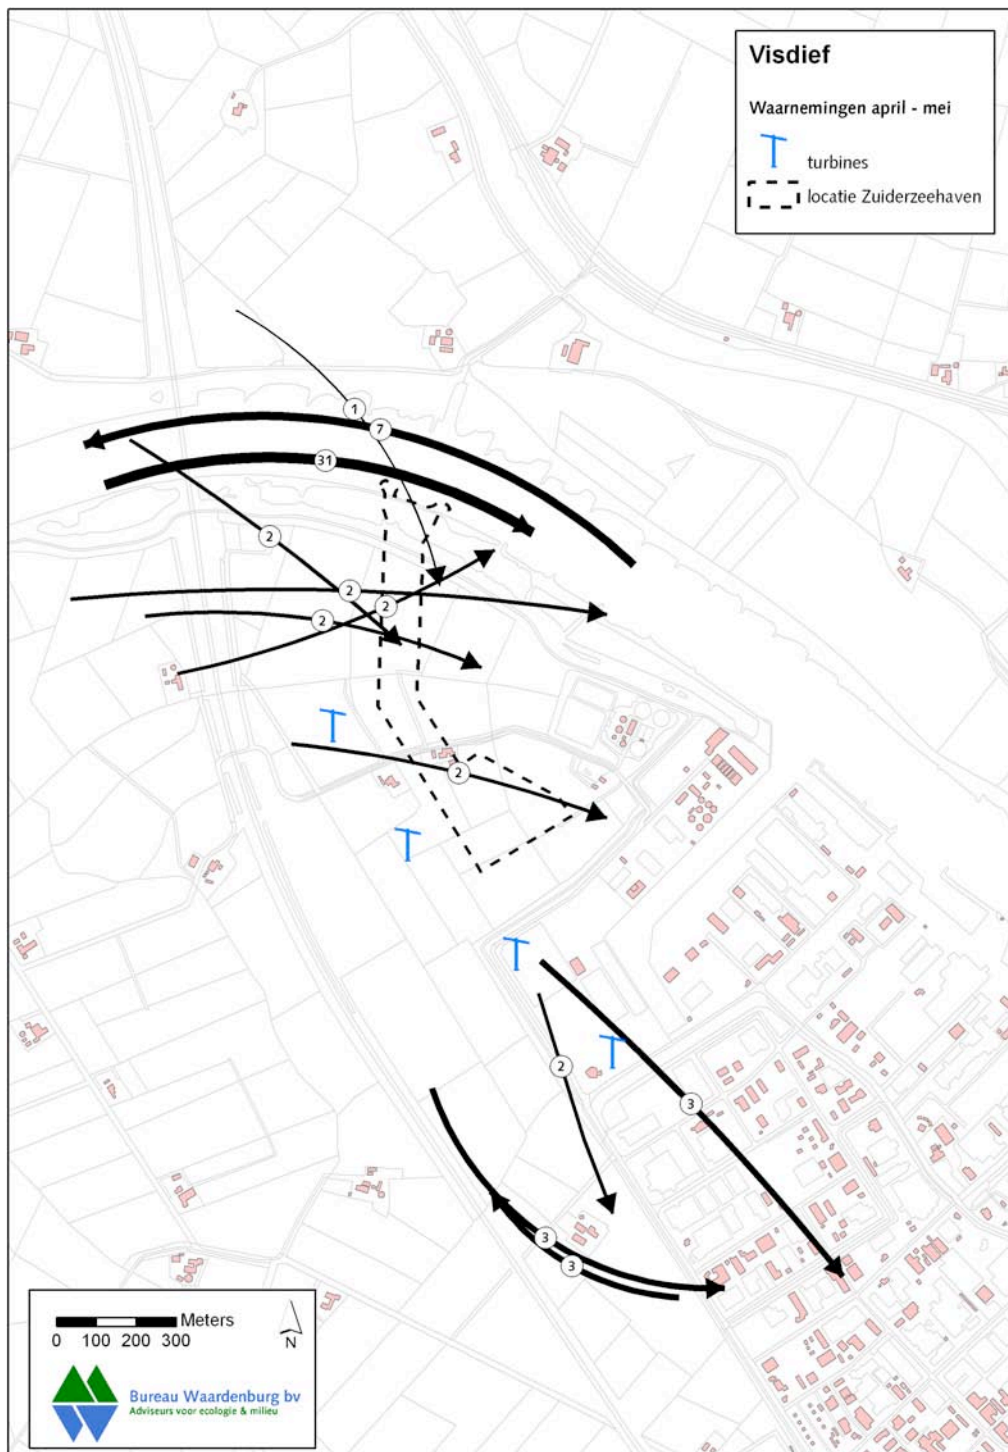 Visdief
Waarnemingen april - mei
turbines
locatie Zuiderzeehaven
1
7
31
2
2
2
2
2
2
3
3
3
Meters
0 100 200 300
N
Bureau Waardenburg bv
Adviseurs voor ecologie & milieu